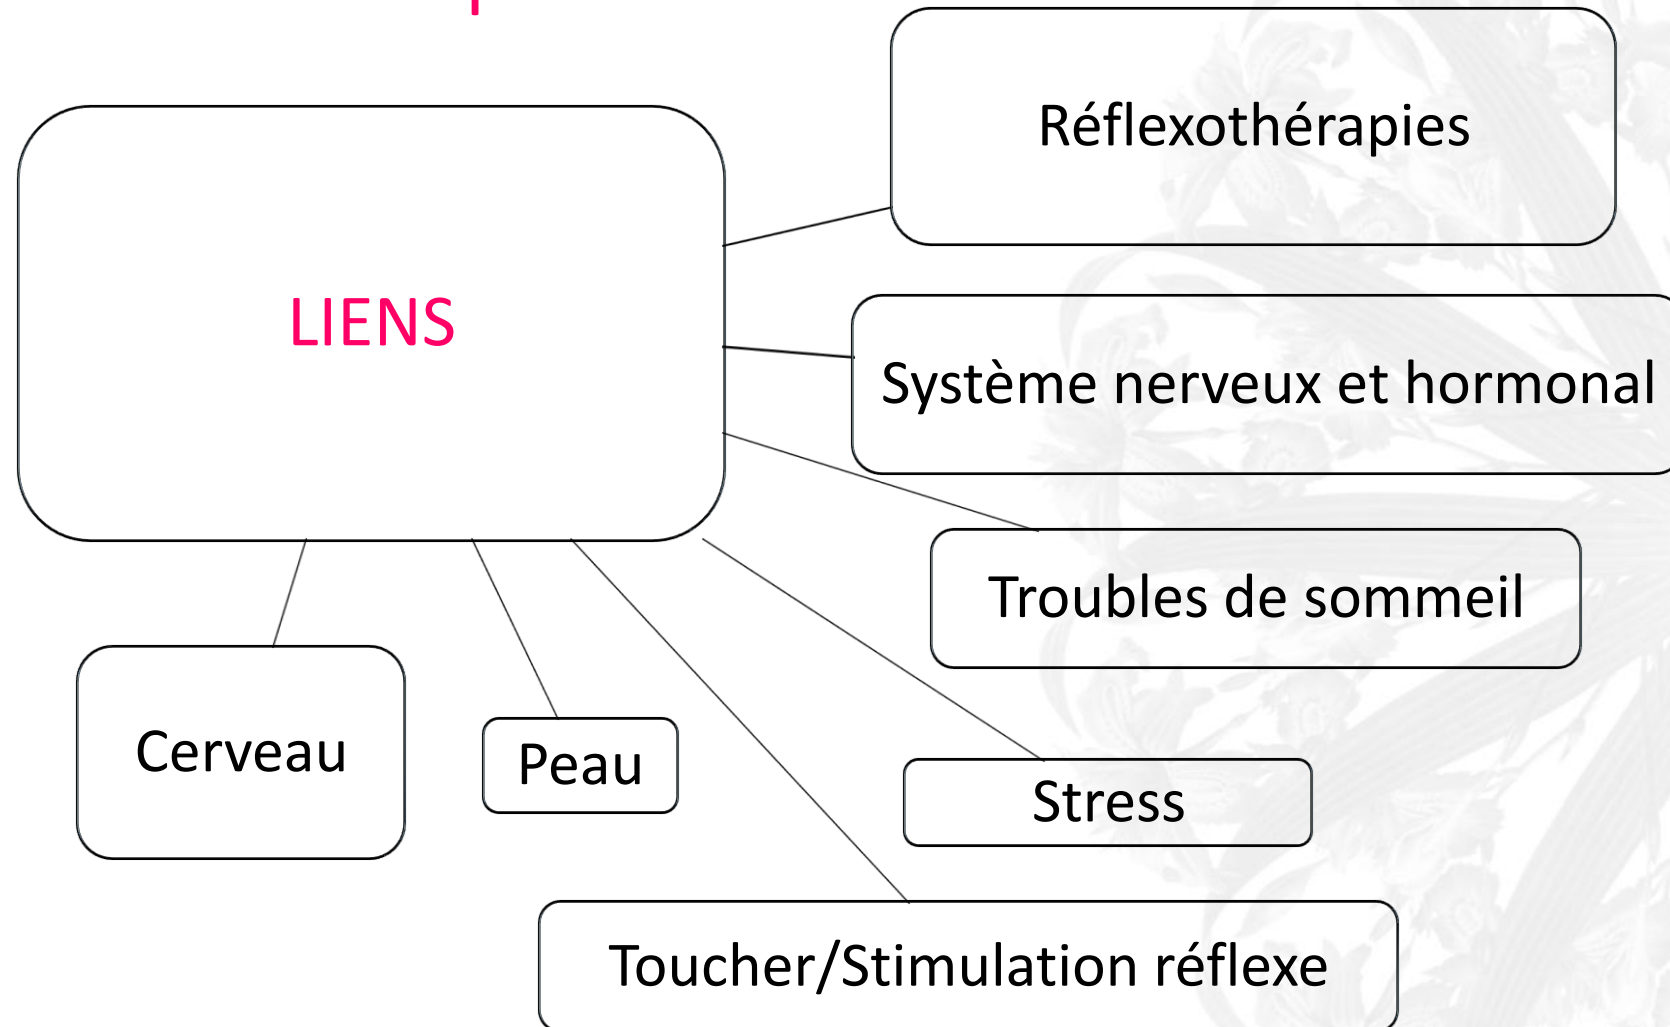 Réflexothérapies
LIENS
Système nerveux et hormonal
Troubles de sommeil
Cerveau
Peau
Stress
Toucher/Stimulation réflexe